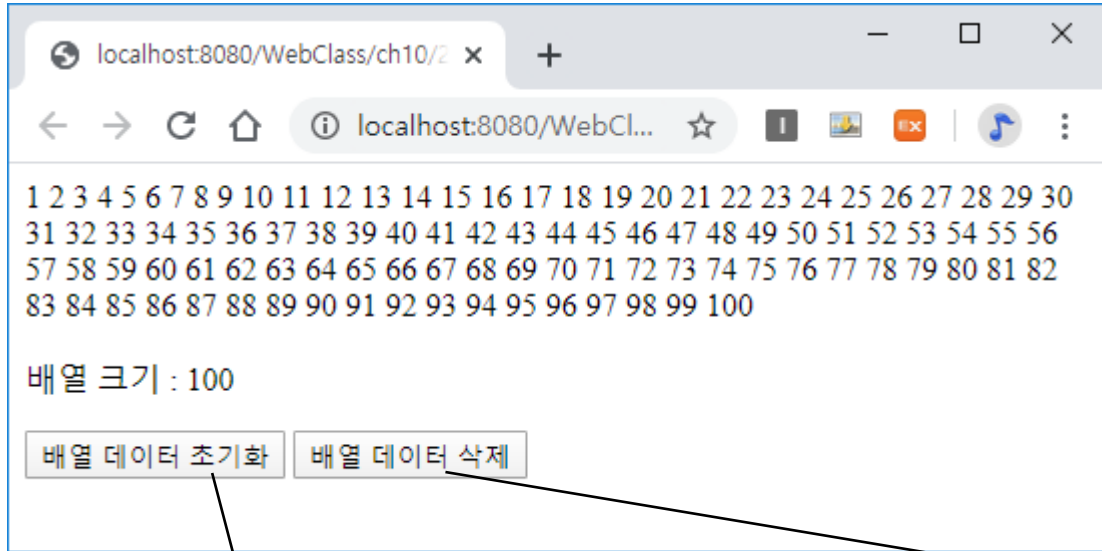 localhost:8080/WebClass/ch10/2
localhost:8080/WebCl...
EX
1 2 3 4 5 6 7 8 9 10 11 12 13 14 15 16 17 18 19 20 21 22 23 24 25 26 27 28 29 30
31 32 33 34 35 36 37 38 39 40 41 42 43 44 45 46 47 48 49 50 51 52 53 54 55 56
57 58 59 60 61 62 63 64 65 66 67 68 69 70 71 72 73 74 75 76 77 78 79 80 81 82
83 84 85 86 87 88 89 90 91 92 93 94 95 96 97 98 99 100
배열 크기 : 100
배열 데이터 초기화 배열 데이터 삭제